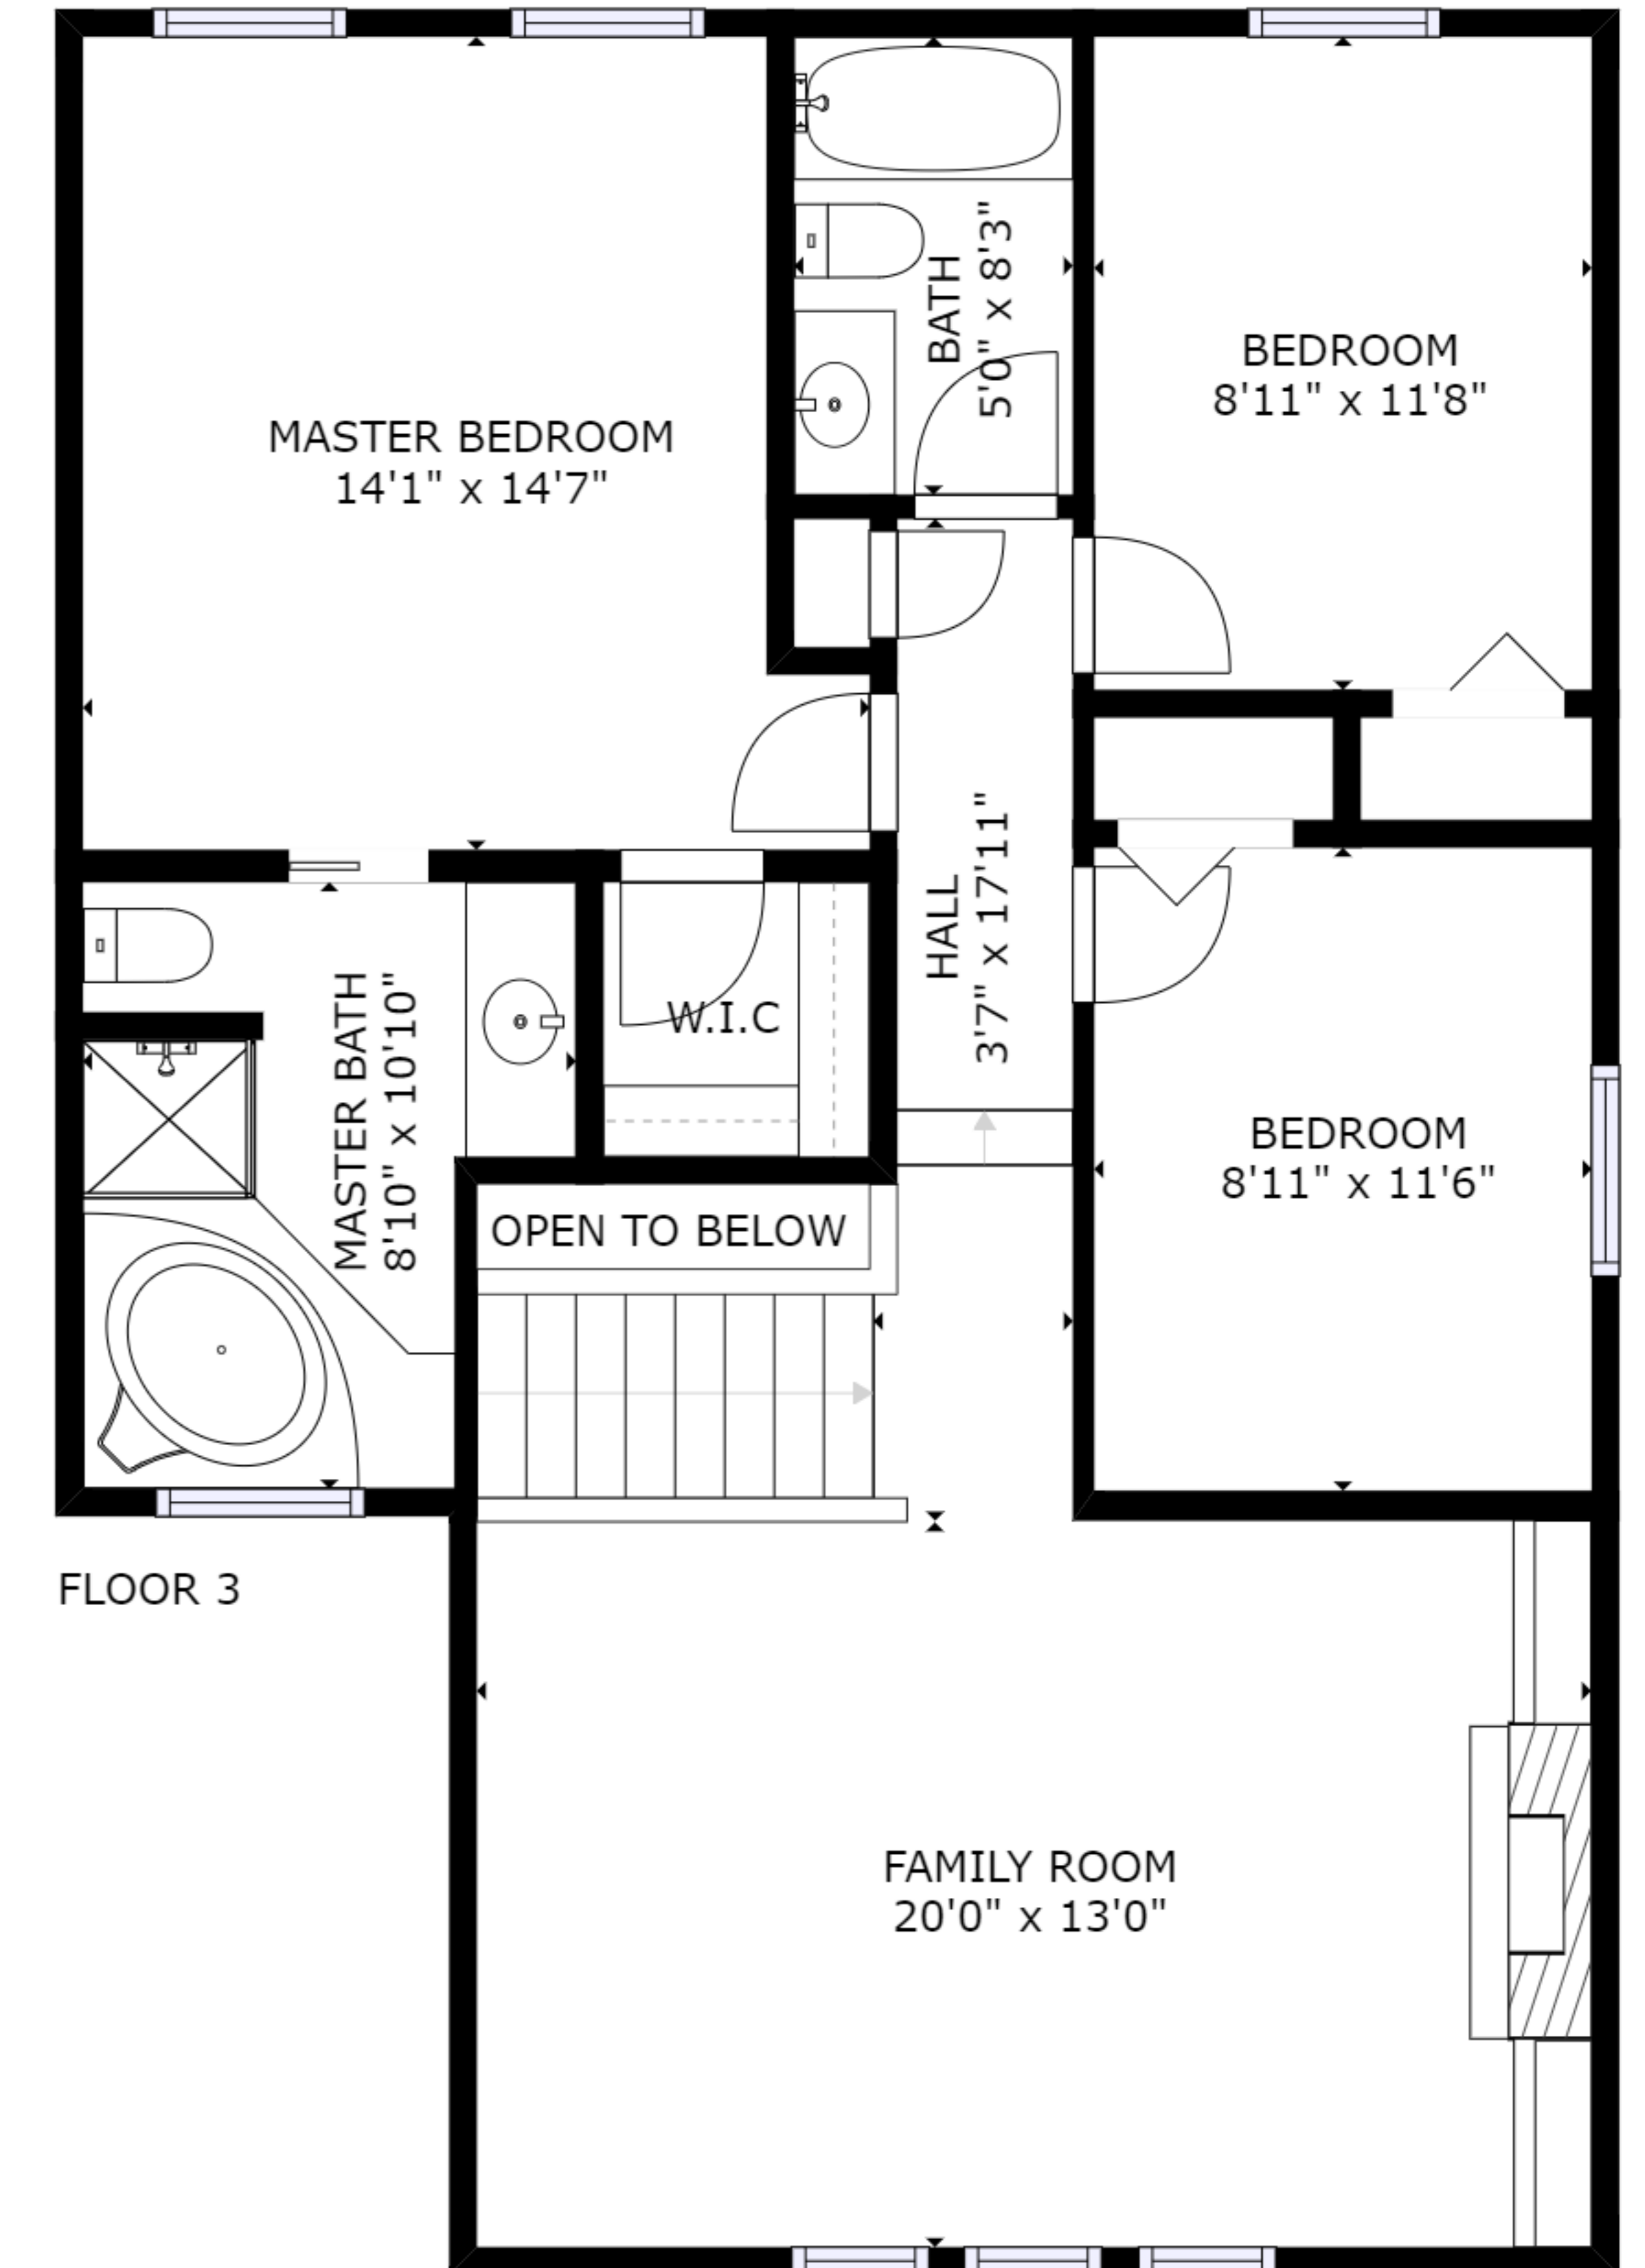 MASTER BEDROOM
14'1" x 14'7"
BATH
5'0" x 8'3"
BEDROOM
8'11" x 11'8"
HALL
3'7" x 17'11"
MASTER BATH
8'10" x 10'10"
W.I.C
BEDROOM
8'11" x 11'6"
OPEN TO BELOW
FLOOR 3
FAMILY ROOM
20'0" x 13'0"